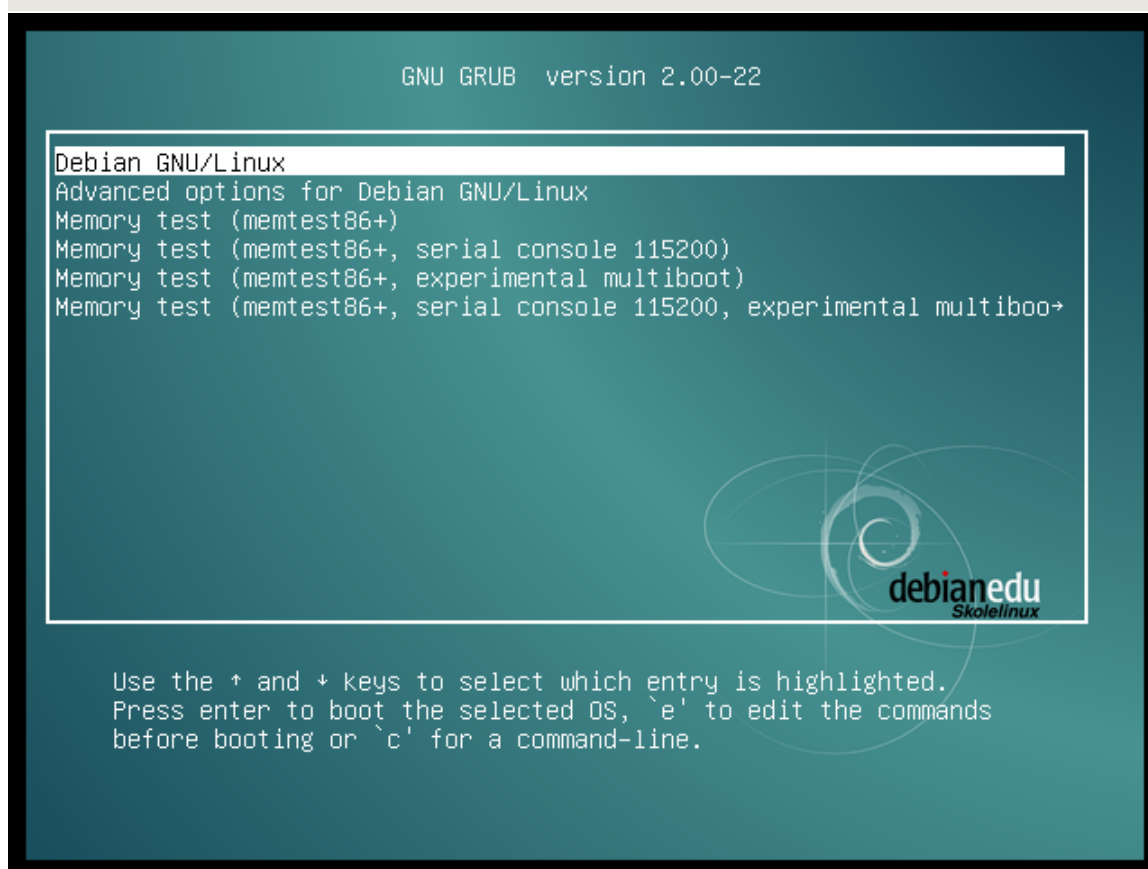 GNU GRUB  version 2.00-22
Debian GNU/Linux
Advanced options for Debian GNU/Linux
Memory test (memtest86+)
Memory test (memtest86+, serial console 115200)
Memory test (memtest86+, experimental multiboot)
Memory test (memtest86+, serial console 115200, experimental multiboo→
debianedu
Skolelinux
Use the ↑ and ↓ keys to select which entry is highlighted.
Press enter to boot the selected OS, `e' to edit the commands
before booting or `c' for a command-line.